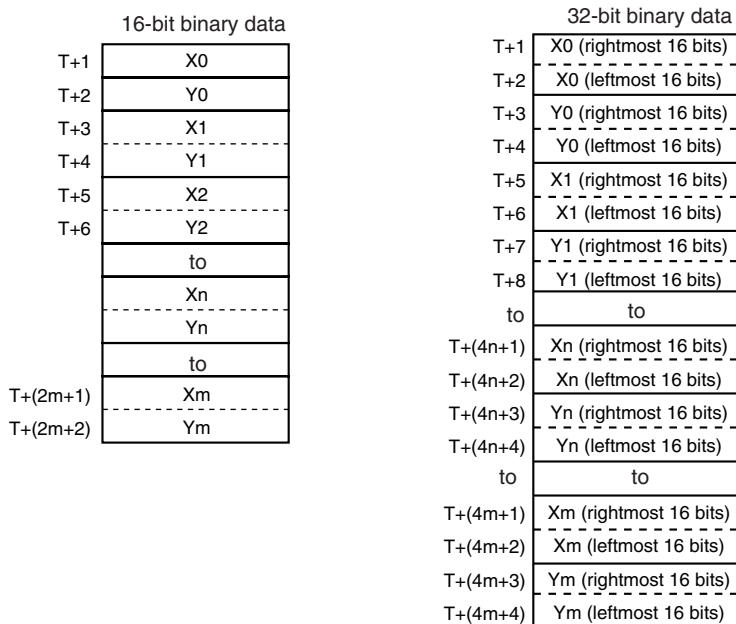 16-bit binary data
T+1 X0
T+2 Y0
T+3 X1
T+4 Y1
T+5 X2
T+6 Y2
to
Xn
Yn
to
T+(2m+1) Xm
T+(2m+2) Ym
32-bit binary data
T+1 X0 (rightmost 16 bits)
T+2 X0 (leftmost 16 bits)
T+3 Y0 (rightmost 16 bits)
T+4 Y0 (leftmost 16 bits)
T+5 X1 (rightmost 16 bits)
T+6 X1 (leftmost 16 bits)
T+7 Y1 (rightmost 16 bits)
T+8 Y1 (leftmost 16 bits)
to to
T+(4n+1) Xn (rightmost 16 bits)
T+(4n+2) Xn (leftmost 16 bits)
T+(4n+3) Yn (rightmost 16 bits)
T+(4n+4) Yn (leftmost 16 bits)
to to
T+(4m+1) Xm (rightmost 16 bits)
T+(4m+2) Xm (leftmost 16 bits)
T+(4m+3) Ym (rightmost 16 bits)
T+(4m+4) Ym (leftmost 16 bits)